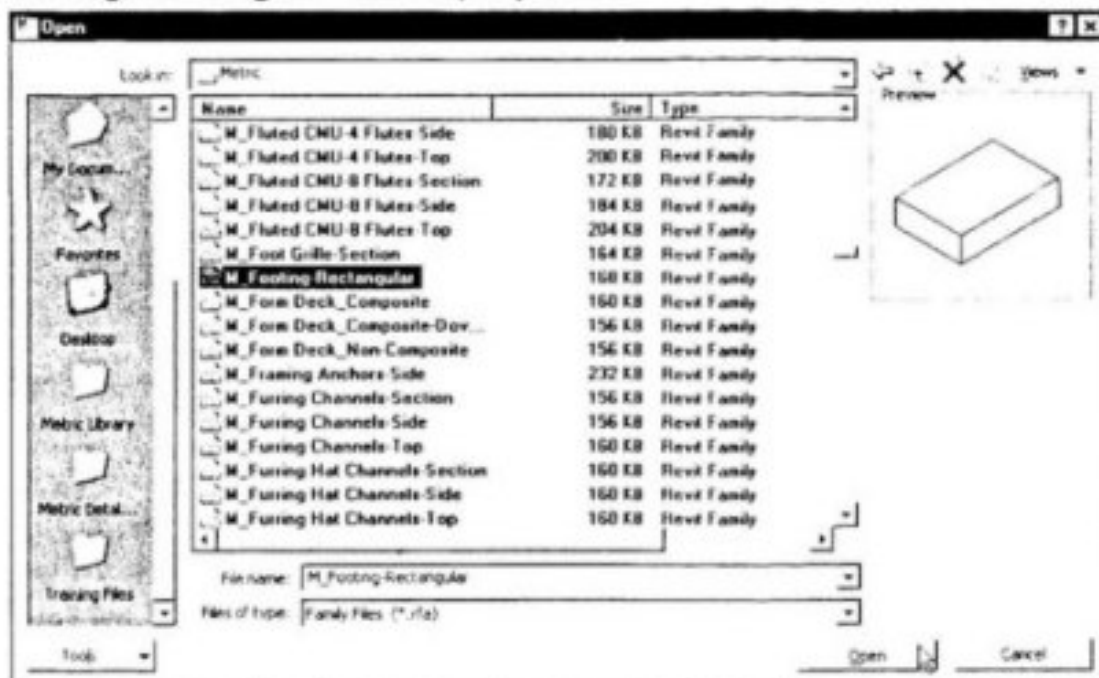 Open
Look in: Metric
Views
Preview
Name Size Type
M_Fluted CMU-4 Flutes-Side 180 KB Revit Family
M_Fluted CMU-4 Flutes-Top 200 KB Revit Family
M_Fluted CMU-8 Flutes-Section 172 KB Revit Family
M_Fluted CMU-8 Flutes-Side 184 KB Revit Family
M_Fluted CMU-8 Flutes-Top 204 KB Revit Family
M_Foot Grille-Section 164 KB Revit Family
M_Footing-Rectangular 168 KB Revit Family
M_Form Deck_Composite 160 KB Revit Family
M_Form Deck_Composite-Dov... 156 KB Revit Family
M_Form Deck_Non-Composite 156 KB Revit Family
M_Framing Anchors-Side 232 KB Revit Family
M_Furring Channels-Section 156 KB Revit Family
M_Furring Channels-Side 156 KB Revit Family
M_Furring Channels-Top 160 KB Revit Family
M_Furring Hat Channels-Section 160 KB Revit Family
M_Furring Hat Channels-Side 160 KB Revit Family
M_Furring Hat Channels-Top 160 KB Revit Family
My Docum...
Favorites
Desktop
Metric Library
Metric Detail...
Training Files
File name: M_Footing-Rectangular
Files of type: Family Files (*.rfa)
Tools
Open
Cancel